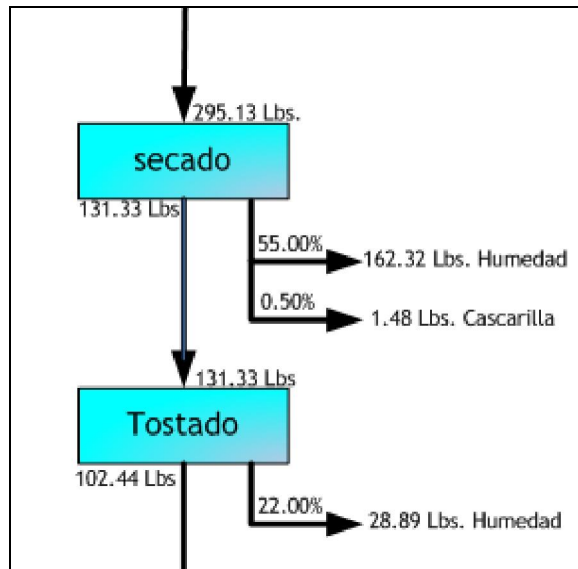 295.13 Lbs.
secado
131.33 Lbs
55.00%
162.32 Lbs. Humedad
0.50%
1.48 Lbs. Cascarilla
131.33 Lbs
Tostado
102.44 Lbs
22.00%
28.89 Lbs. Humedad